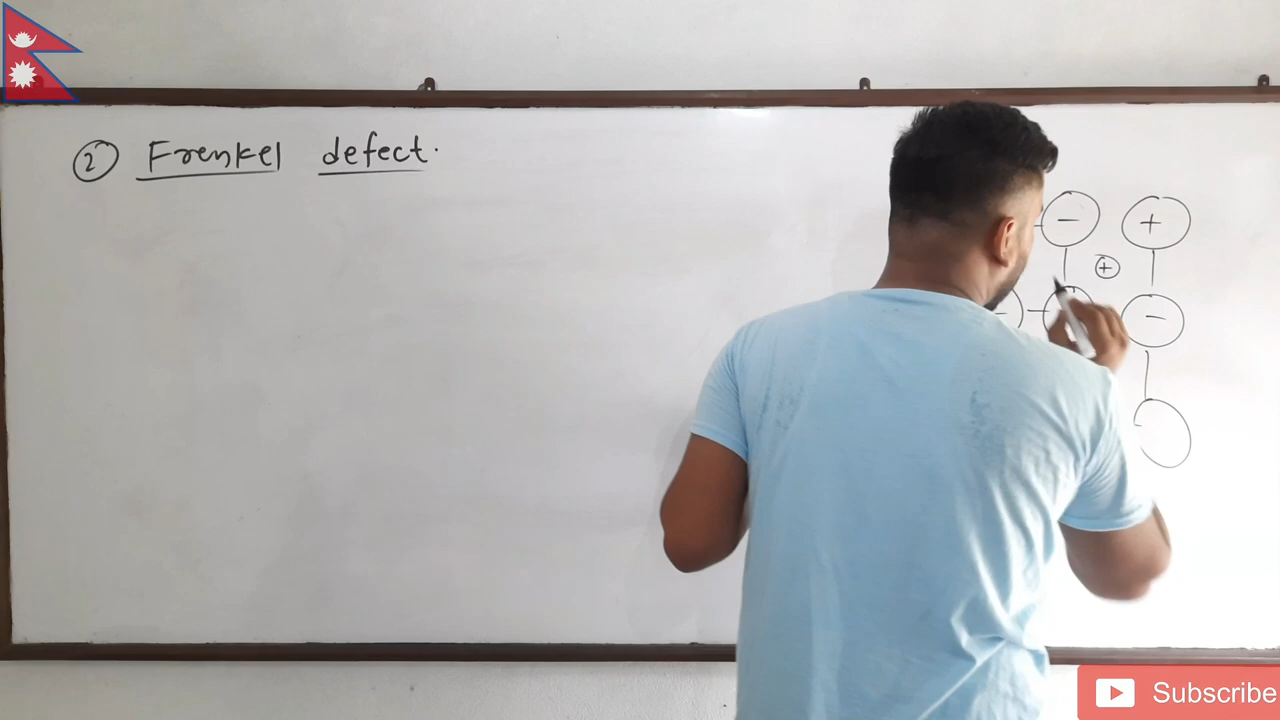 ② Frenkel defect.
- +
+
- -
Subscribe